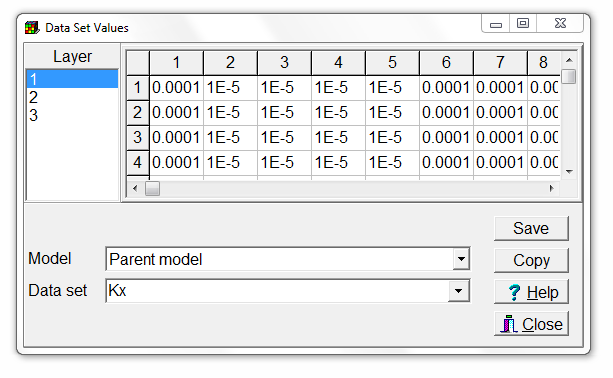 Data Set Values
Layer
1
2
3
1 2 3 4 5 6 7 8
1 0.0001 1E-5 1E-5 1E-5 1E-5 0.0001 0.0001 0.00
2 0.0001 1E-5 1E-5 1E-5 1E-5 0.0001 0.0001 0.00
3 0.0001 1E-5 1E-5 1E-5 1E-5 0.0001 0.0001 0.00
4 0.0001 1E-5 1E-5 1E-5 1E-5 0.0001 0.0001 0.00
Save
Model Parent model Copy
Data set Kx ? Help
Close